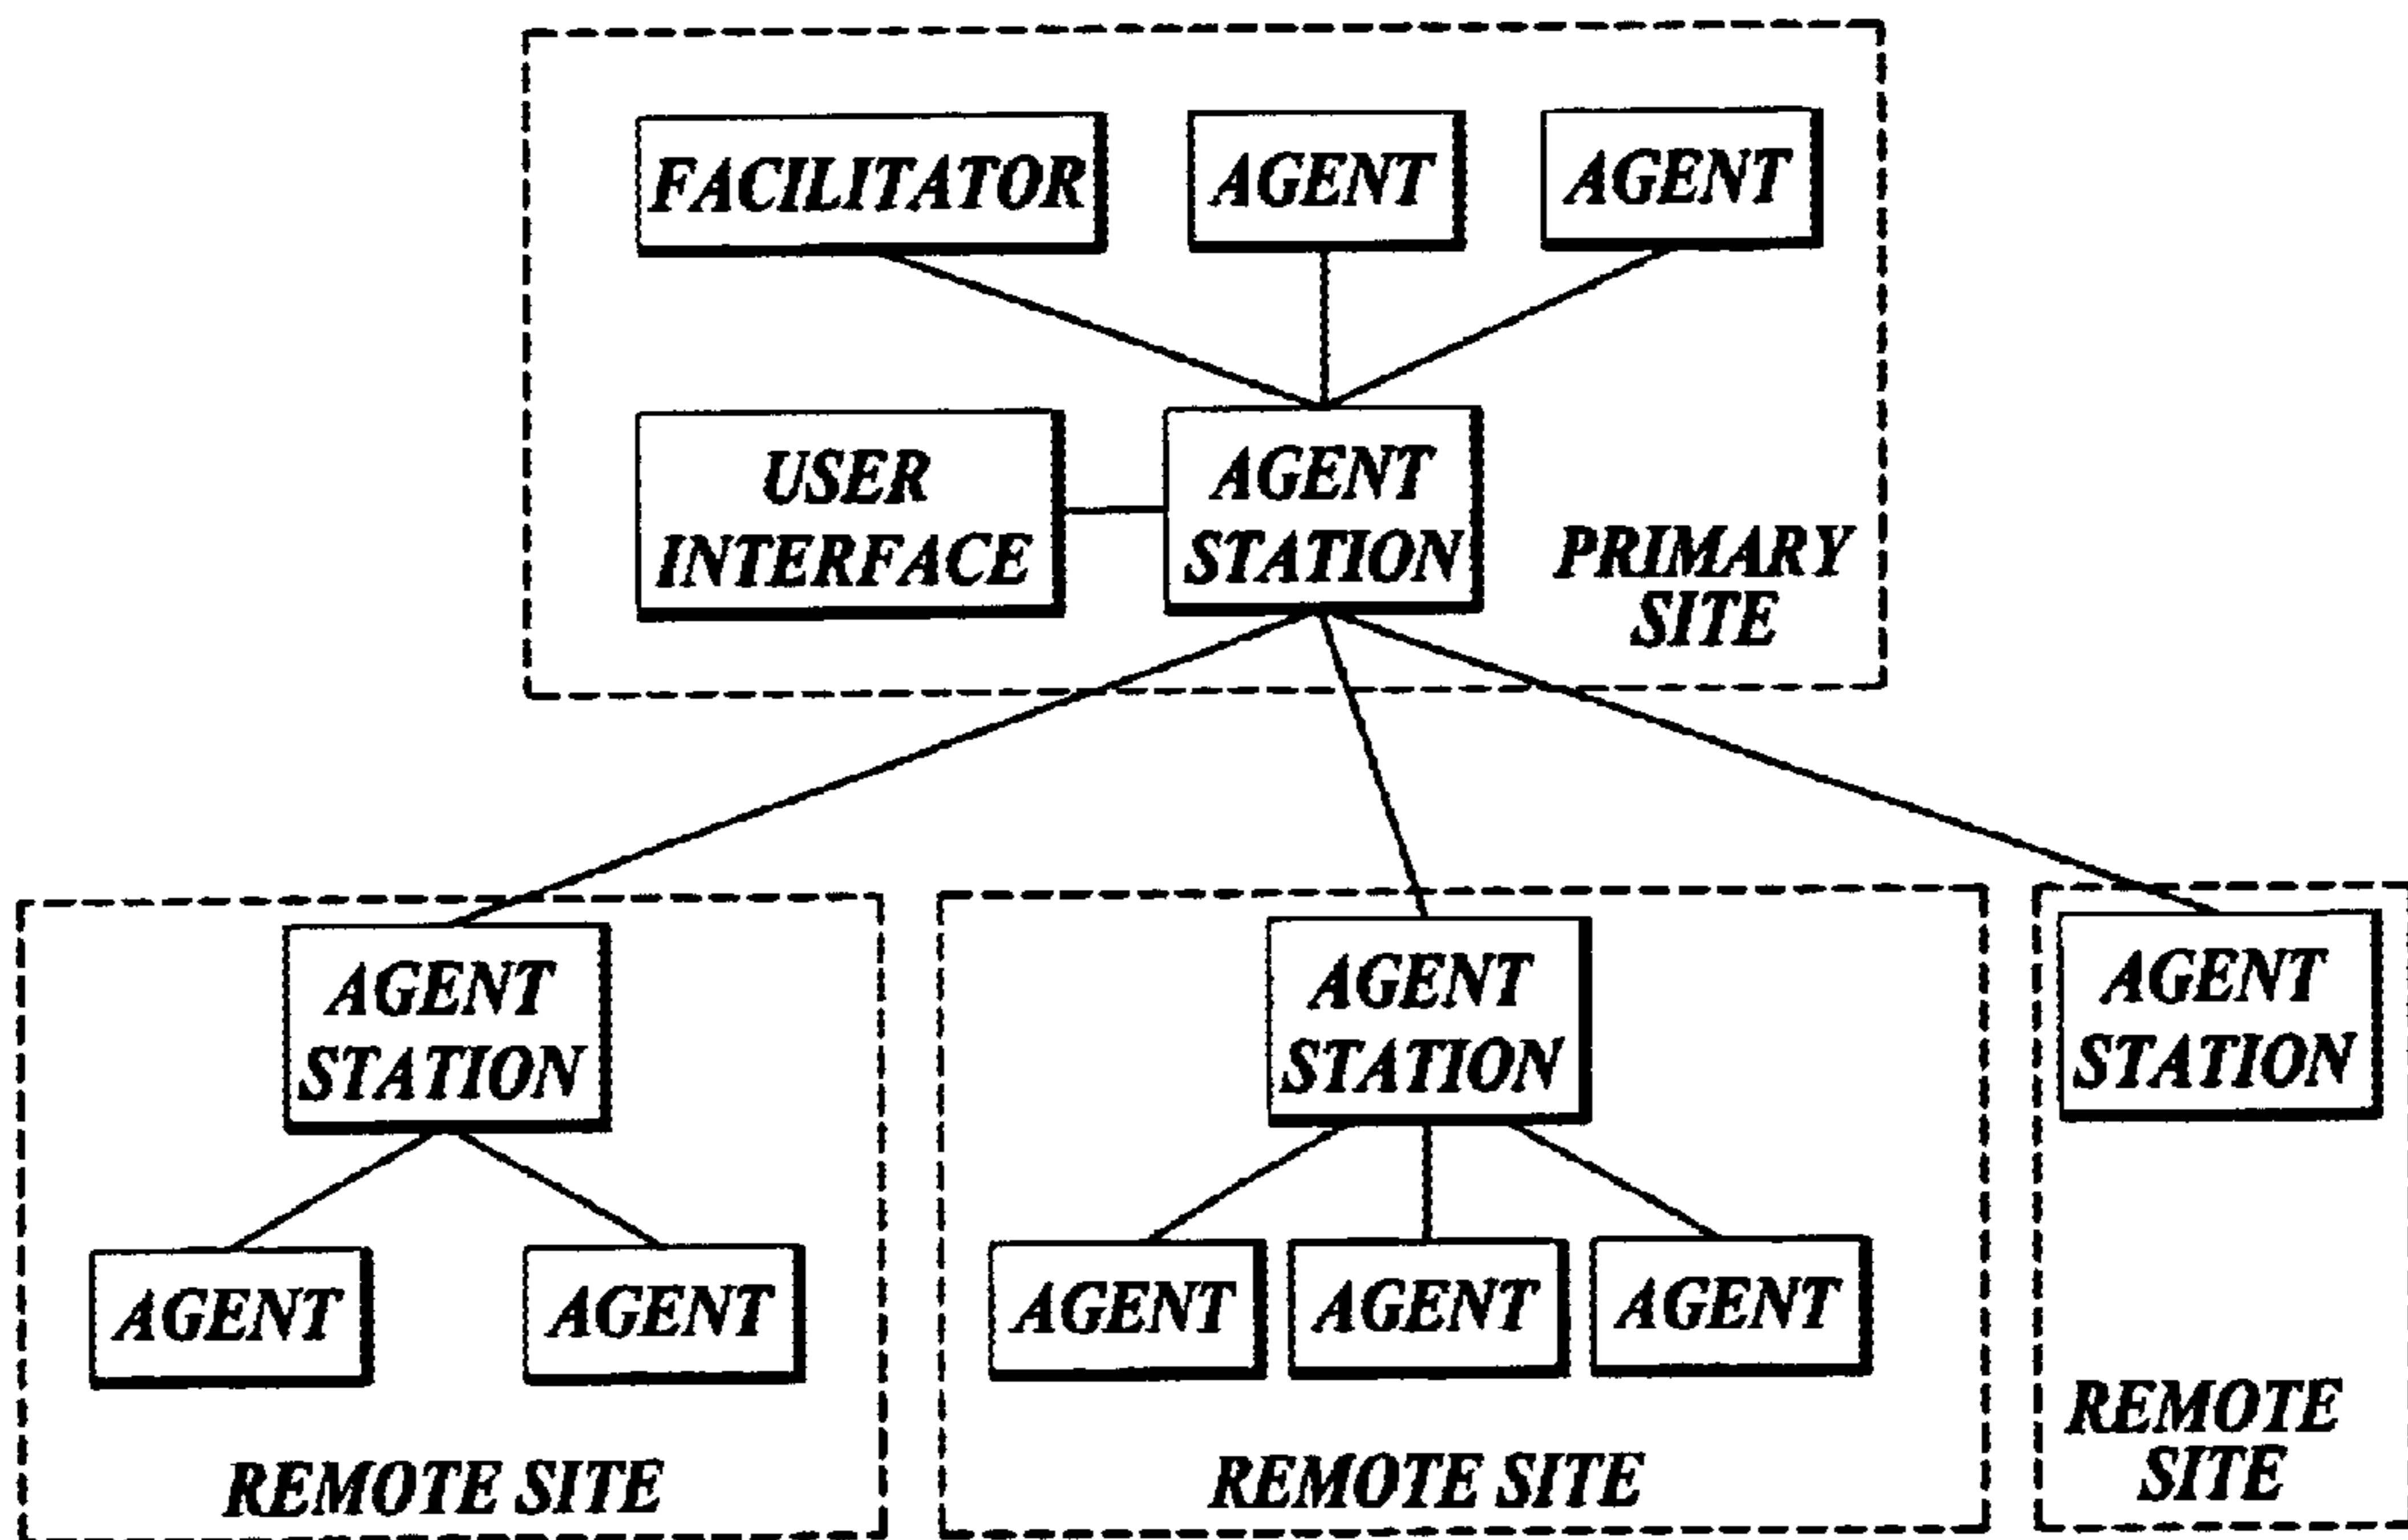 FACILITATOR
AGENT
AGENT
USER
INTERFACE
AGENT
STATION
PRIMARY
SITE
AGENT
STATION
AGENT
AGENT
REMOTE SITE
AGENT
STATION
AGENT
AGENT
AGENT
REMOTE SITE
AGENT
STATION
REMOTE
SITE